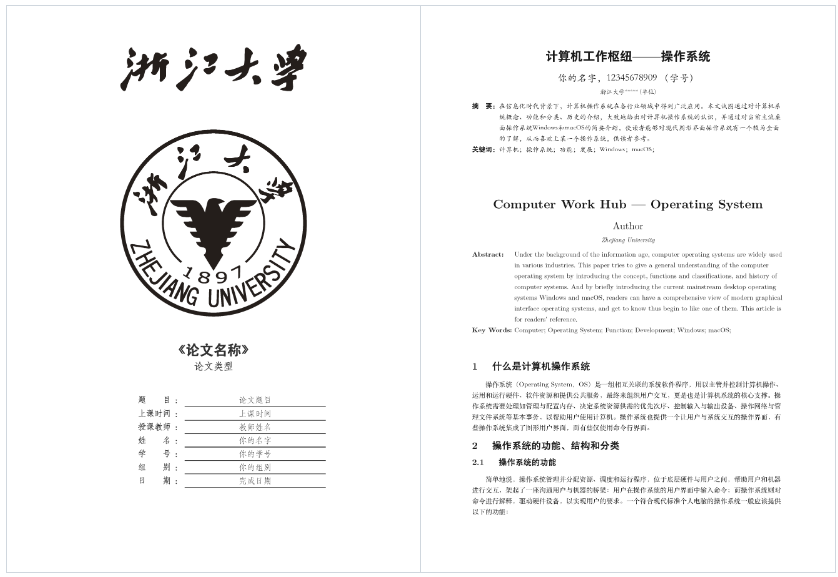 浙江大学
浙江大学
1897
ZHEJIANG UNIVERSITY
《论文名称》
论文类型
题 目： 论文题目
上课时间： 上课时间
授课教师： 教师姓名
姓 名： 你的名字
学 号： 你的学号
组 别： 你的组别
日 期： 完成日期
计算机工作枢纽——操作系统
你的名字，12345678909 （学号）
浙江大学*****(单位)
摘 要：在信息化时代背景下，计算机操作系统在各行业领域中得到广泛应用。本文试图通过对计算机系
统概念、功能和分类、历史的介绍，大致地给出对计算机操作系统的认识，并通过对当前主流桌
面操作系统Windows和macOS的简要介绍，使读者能够对现代图形界面操作系统有一个较为全面
的了解，从而喜欢上某一个操作系统，供读者参考。
关键词：计算机；操作系统；功能；发展；Windows；macOS；
Computer Work Hub — Operating System
Author
Zhejiang University
Abstract: Under the background of the information age, computer operating systems are widely used
in various industries. This paper tries to give a general understanding of the computer
operating system by introducing the concept, functions and classifications, and history of
computer systems. And by briefly introducing the current mainstream desktop operating
systems Windows and macOS, readers can have a comprehensive view of modern graphical
interface operating systems, and get to know thus begin to like one of them. This article is
for readers' reference.
Key Words: Computer; Operating System; Function; Development; Windows; macOS;
1 什么是计算机操作系统
操作系统（Operating System，OS）是一组相互关联的系统软件程序，用以主管并控制计算机操作，
运用和运行硬件、软件资源和提供公共服务，最终来组织用户交互，更是也是计算机系统的核心支撑。操
作系统需要处理如管理与配置内存、决定系统资源供需的优先次序、控制输入与输出设备、操作网络与管
理文件系统等基本事务，以帮助用户使用计算机。操作系统也提供一个让用户与系统交互的操作界面，有
些操作系统集成了图形用户界面，而有些仅使用命令行界面。
2 操作系统的功能、结构和分类
2.1 操作系统的功能
简单地说，操作系统管理并分配资源，调度和运行程序，位于底层硬件与用户之间，帮助用户和机器
进行交互，架起了一座沟通用户与机器的桥梁；用户在操作系统的用户界面中输入命令；而操作系统则对
命令进行解释，驱动硬件设备，以实现用户的要求。一个符合现代标准个人电脑的操作系统一般应该提供
以下的功能：